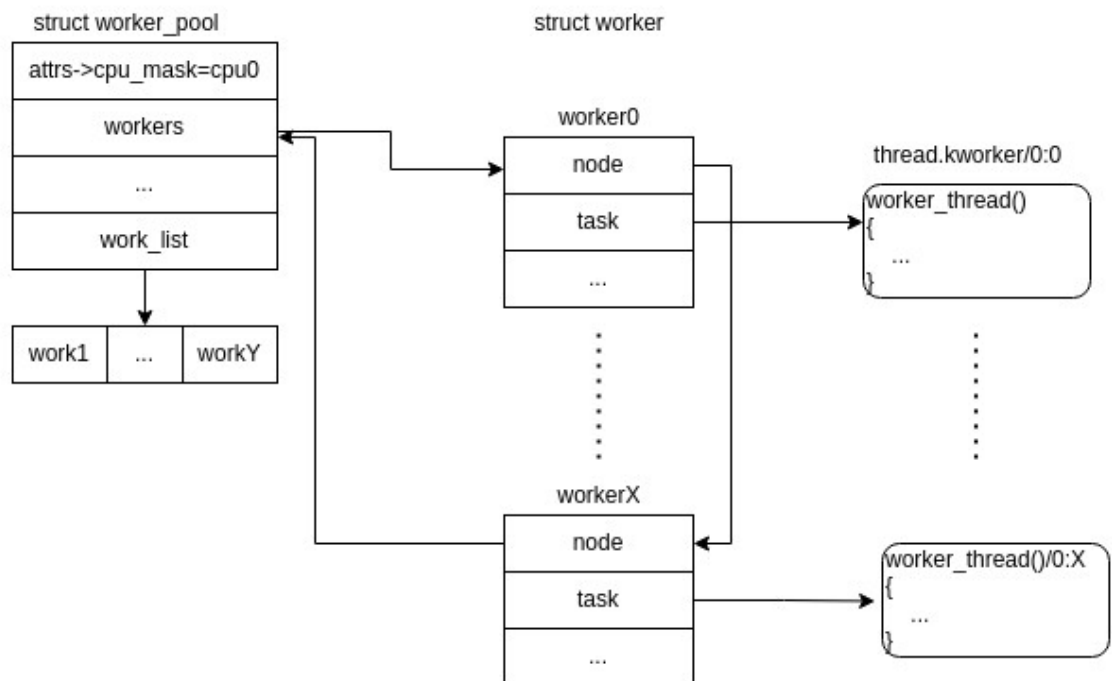 struct worker_pool
attrs->cpu_mask=cpu0
workers
...
work_list
work1
...
workY
struct worker
worker0
node
task
...
workerX
node
task
...
thread.kworker/0:0
worker_thread()
{
...
}
worker_thread()/0:X
{
...
}